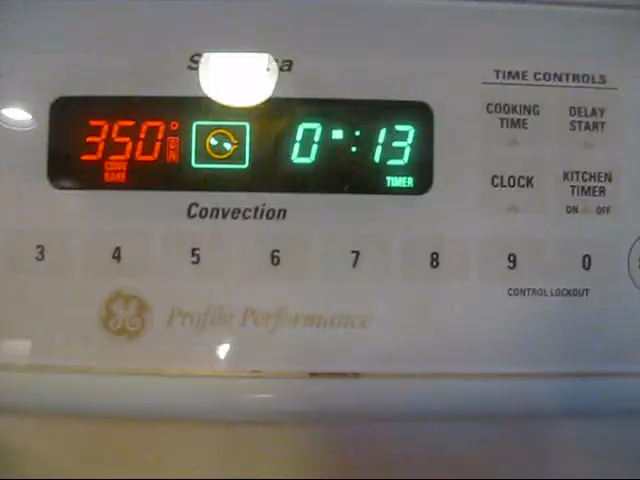 350°
ON
CONV
BAKE
0:13
TIMER
Convection
TIME CONTROLS
COOKING TIME
DELAY START
CLOCK
KITCHEN TIMER
ON OFF
3 4 5 6 7 8 9 0
CONTROL LOCKOUT
GE Profile Performance